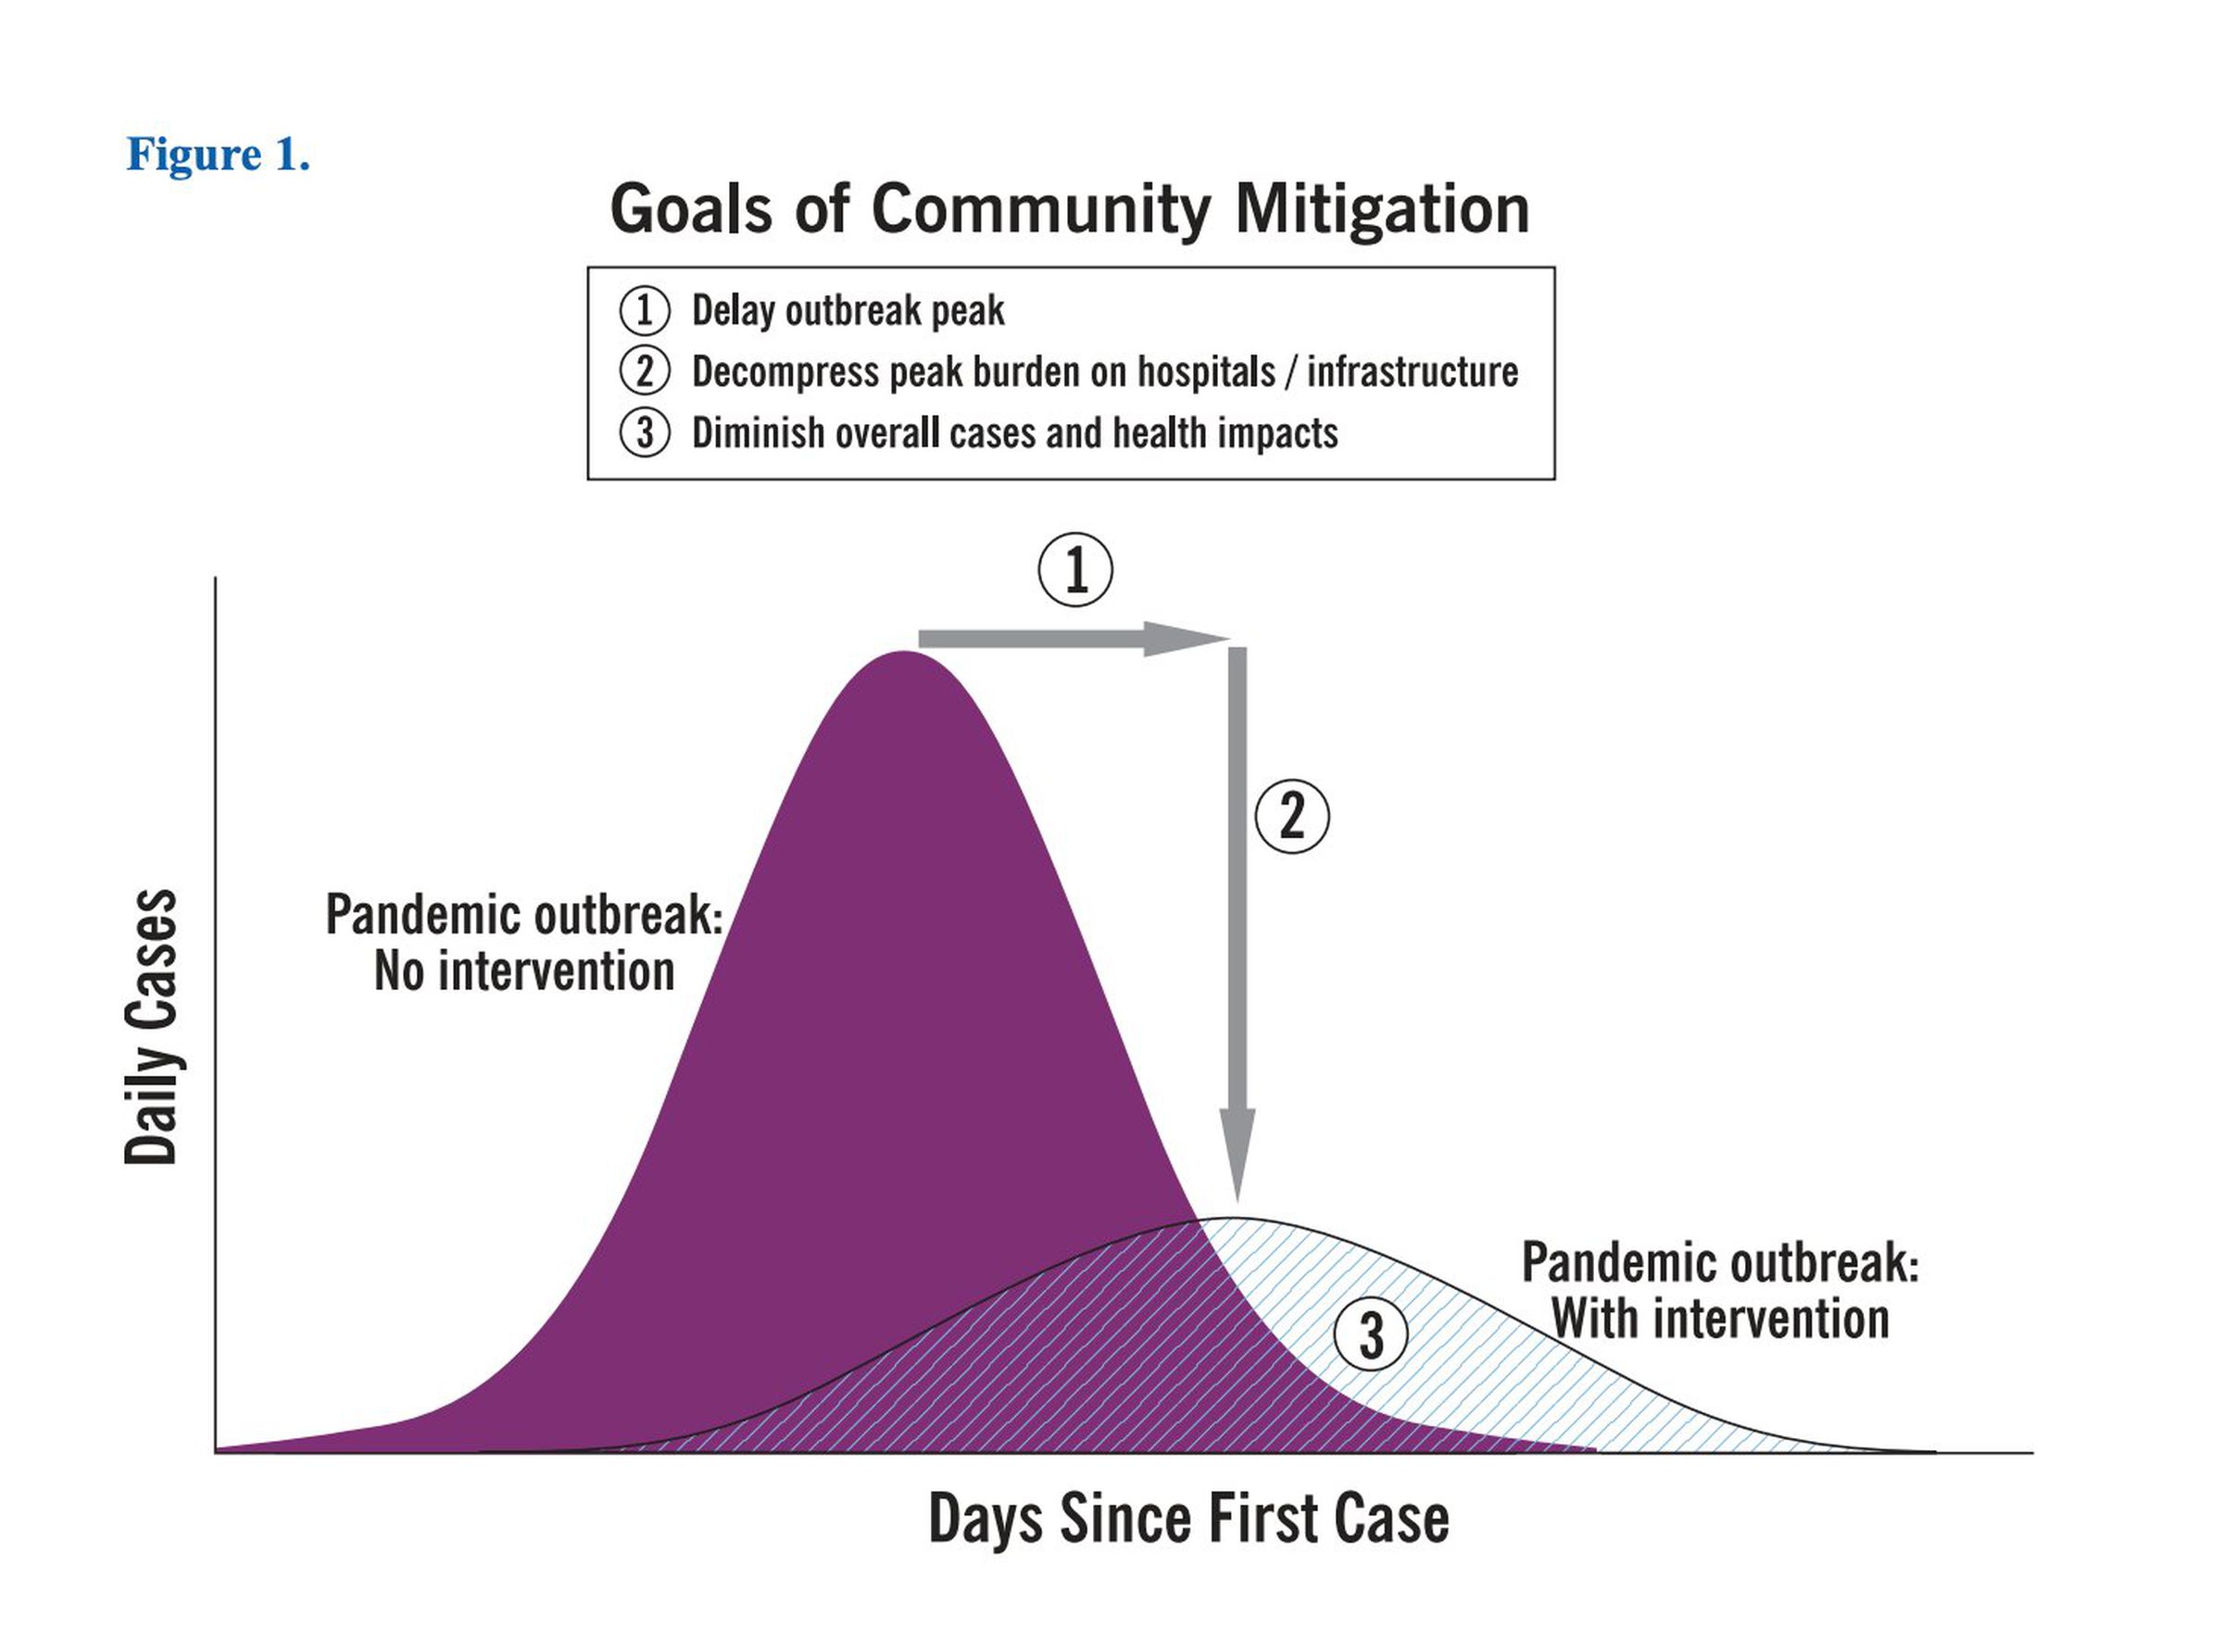 Figure 1.
Goals of Community Mitigation
1 Delay outbreak peak
2 Decompress peak burden on hospitals / infrastructure
3 Diminish overall cases and health impacts
1
2
Pandemic outbreak:
No intervention
Daily Cases
Pandemic outbreak:
With intervention
3
Days Since First Case